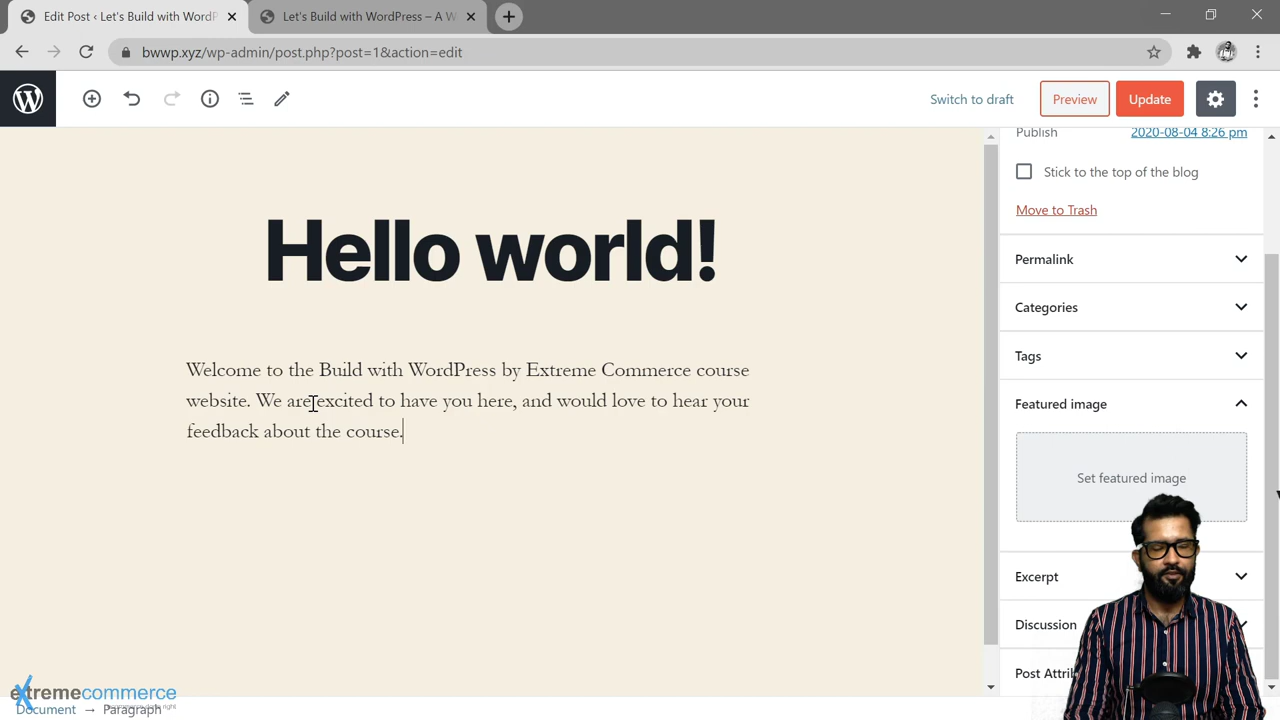 Edit Post ‹ Let's Build with WordP
Let's Build with WordPress – A W
bwwp.xyz/wp-admin/post.php?post=1&action=edit
Switch to draft
Preview
Update
Publish
2020-08-04 8:26 pm
Stick to the top of the blog
Move to Trash
Hello world!
Permalink
Categories
Welcome to the Build with WordPress by Extreme Commerce course
website. We are excited to have you here, and would love to hear your
feedback about the course.
Tags
Featured image
Set featured image
Excerpt
Discussion
Post Attri
extremecommerce
Document → Paragraph